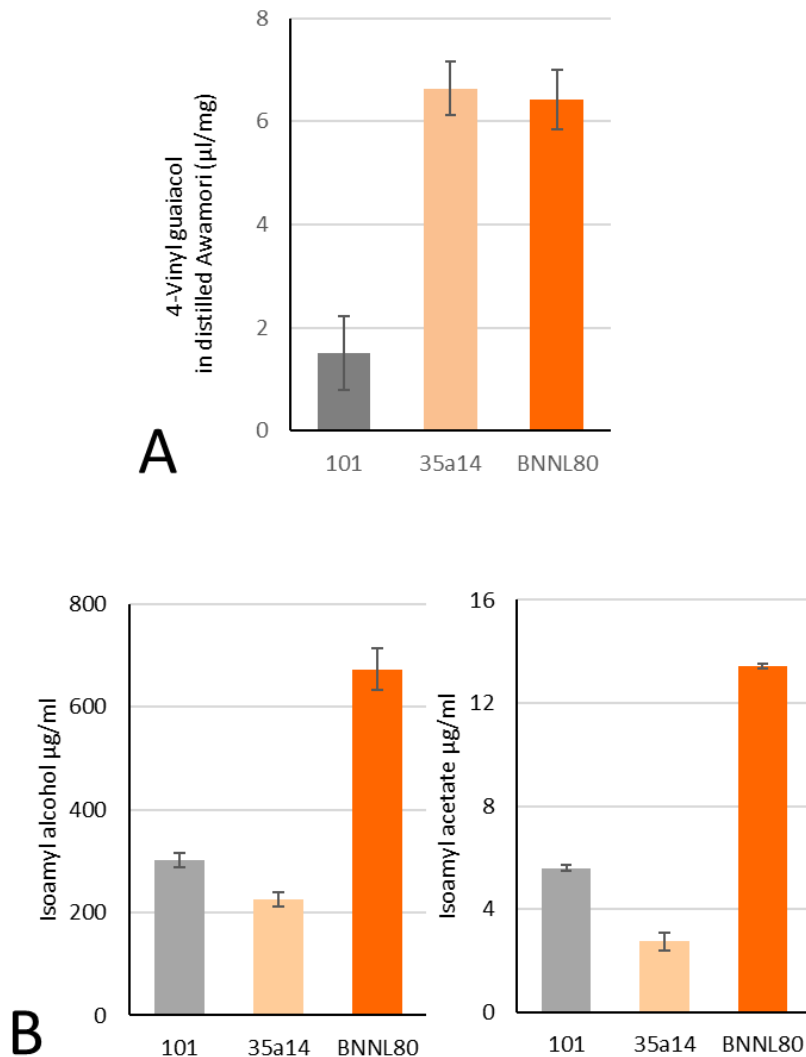 4-Vinyl guaiacol
in distilled Awamori (µl/mg)
8
6
4
2
0
101 35a14 BNNL80
A
Isoamyl alcohol µg/ml
800
600
400
200
0
101 35a14 BNNL80
Isoamyl acetate µg/ml
16
12
8
4
0
101 35a14 BNNL80
B